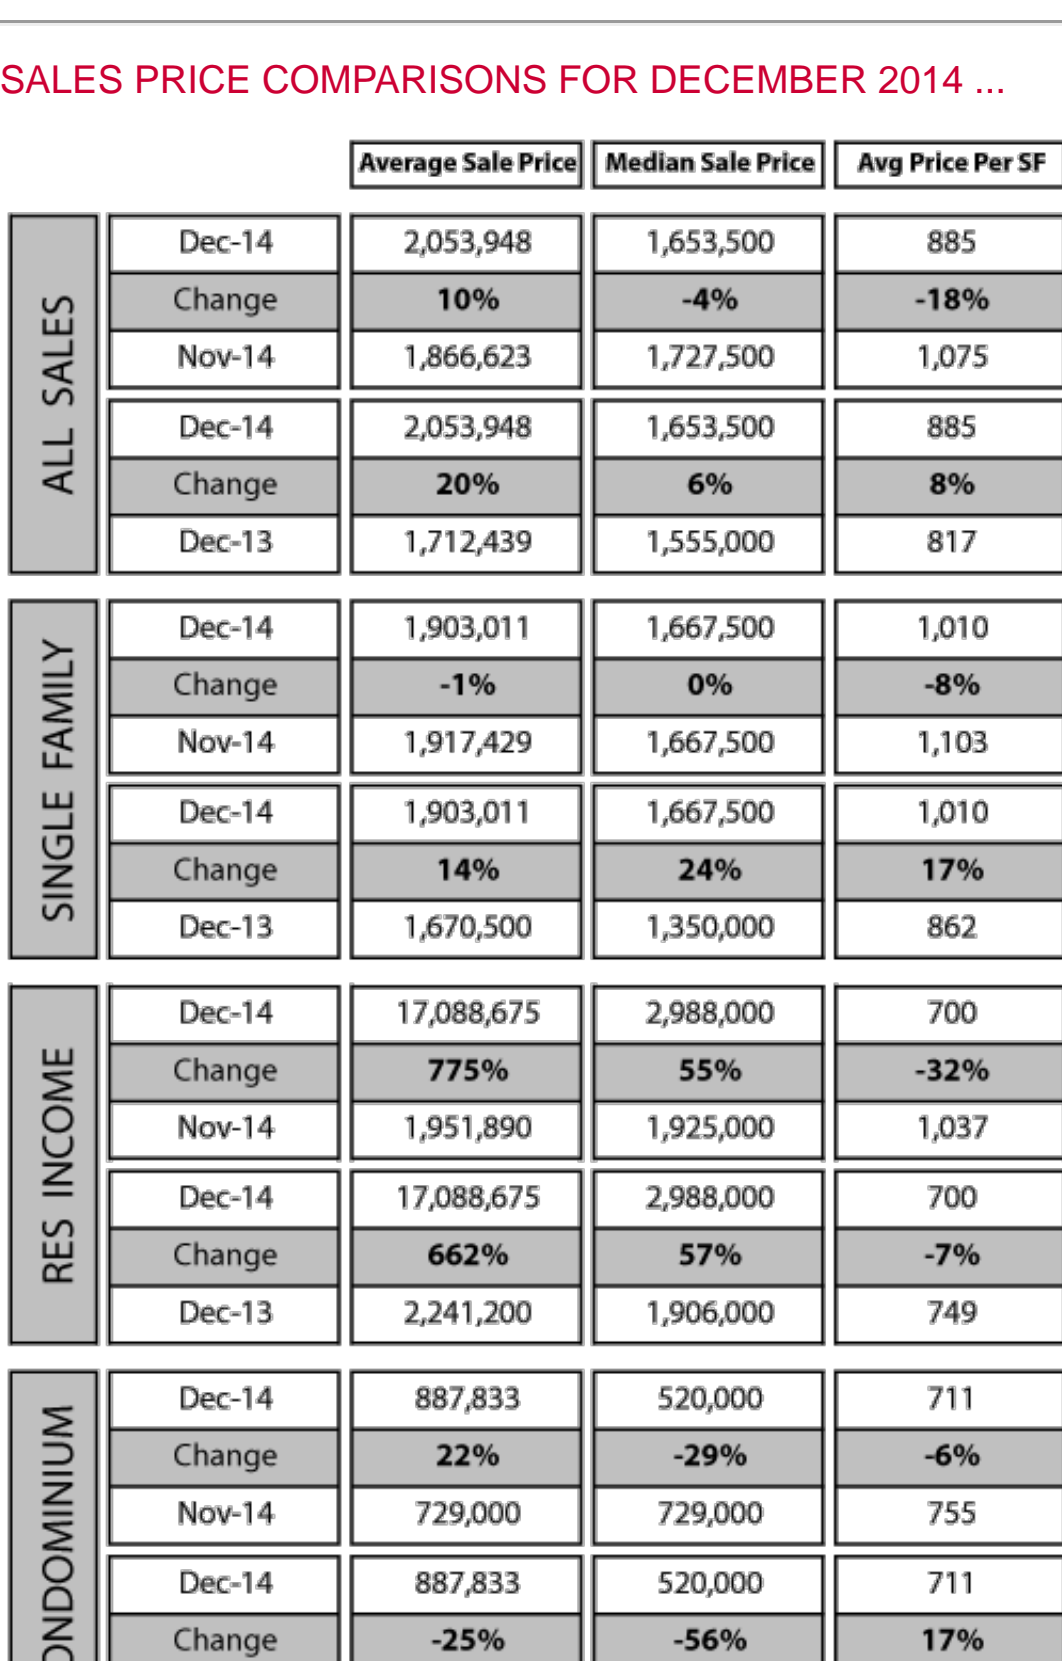 SALES PRICE COMPARISONS FOR DECEMBER 2014 ...
Average Sale Price Median Sale Price Avg Price Per SF
ALL SALES
Dec-14 2,053,948 1,653,500 885
Change 10% -4% -18%
Nov-14 1,866,623 1,727,500 1,075
Dec-14 2,053,948 1,653,500 885
Change 20% 6% 8%
Dec-13 1,712,439 1,555,000 817
SINGLE FAMILY
Dec-14 1,903,011 1,667,500 1,010
Change -1% 0% -8%
Nov-14 1,917,429 1,667,500 1,103
Dec-14 1,903,011 1,667,500 1,010
Change 14% 24% 17%
Dec-13 1,670,500 1,350,000 862
RES INCOME
Dec-14 17,088,675 2,988,000 700
Change 775% 55% -32%
Nov-14 1,951,890 1,925,000 1,037
Dec-14 17,088,675 2,988,000 700
Change 662% 57% -7%
Dec-13 2,241,200 1,906,000 749
ONDOMINIUM
Dec-14 887,833 520,000 711
Change 22% -29% -6%
Nov-14 729,000 729,000 755
Dec-14 887,833 520,000 711
Change -25% -56% 17%